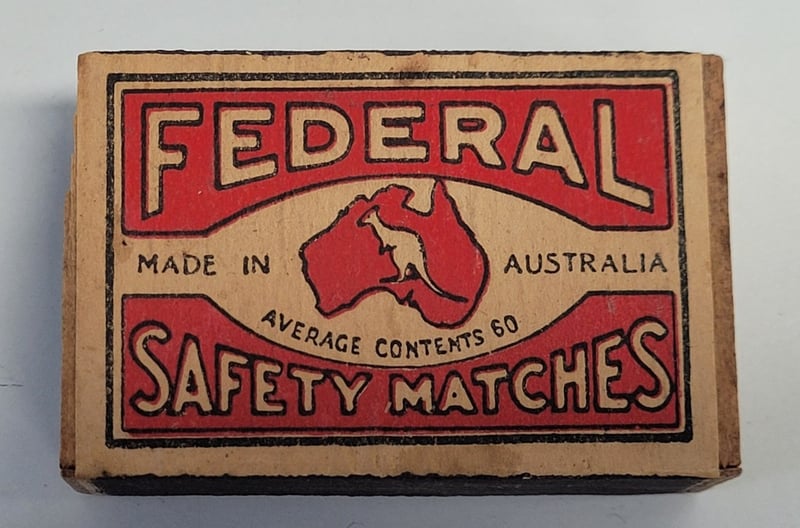 FEDERAL
MADE IN AUSTRALIA
AVERAGE CONTENTS 60
SAFETY MATCHES